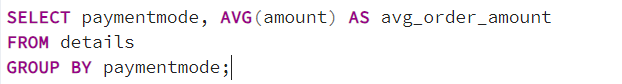 SELECT paymentmode, AVG(amount) AS avg_order_amount
FROM details
GROUP BY paymentmode;